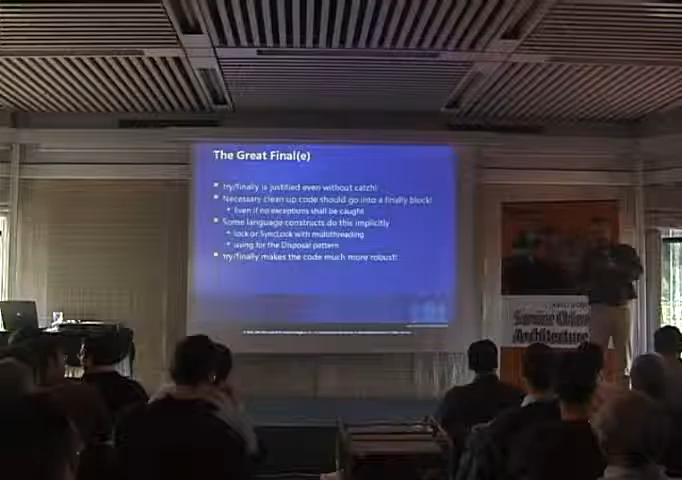 The Great Final(e)
try/finally is justified even without catch!
Necessary clean up code should go into a finally block!
Even if no exceptions shall be caught
Some language constructs do this implicitly
lock or SyncLock with multithreading
using for the Disposal pattern
try/finally makes the code much more robust!
Service Orient
Architecture